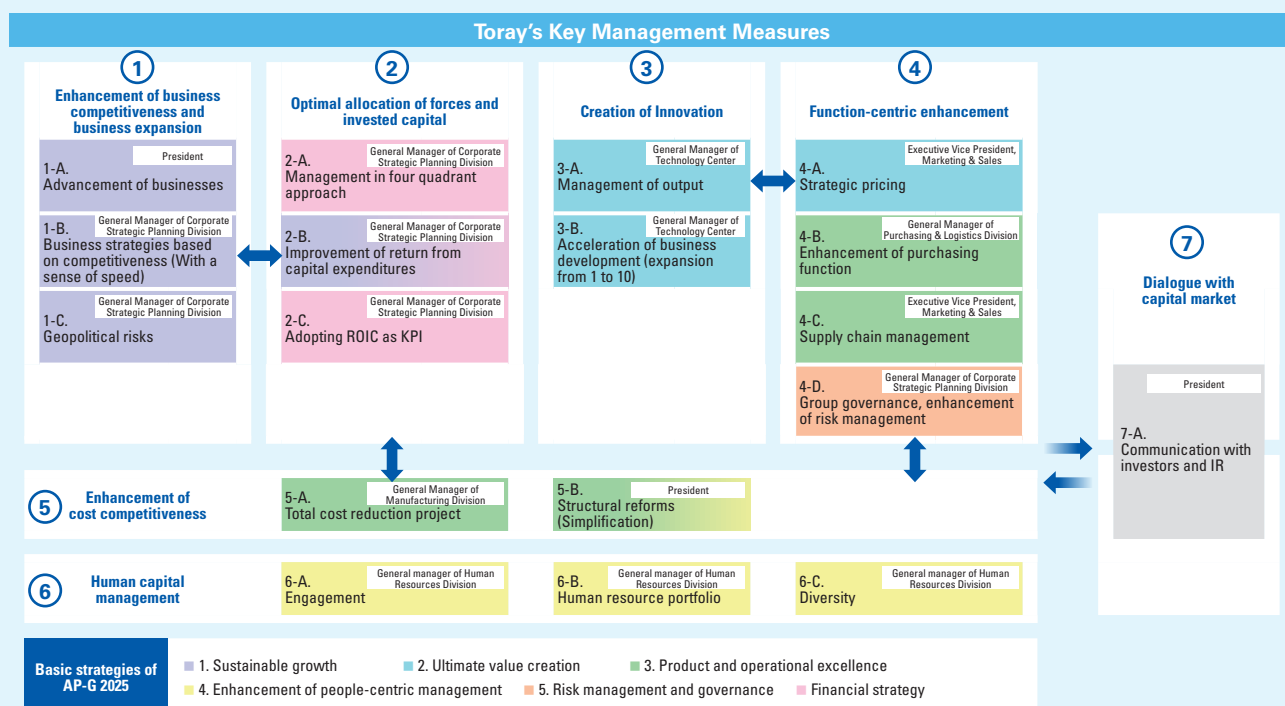 Toray's Key Management Measures
1
Enhancement of business
competitiveness and
business expansion
President
1-A.
Advancement of businesses
General Manager of Corporate
Strategic Planning Division
1-B.
Business strategies based
on competitiveness (With a
sense of speed)
General Manager of Corporate
Strategic Planning Division
1-C.
Geopolitical risks
2
Optimal allocation of forces and
invested capital
General Manager of Corporate
Strategic Planning Division
2-A.
Management in four quadrant
approach
General Manager of Corporate
Strategic Planning Division
2-B.
Improvement of return from
capital expenditures
General Manager of Corporate
Strategic Planning Division
2-C.
Adopting ROIC as KPI
3
Creation of Innovation
General Manager of
Technology Center
3-A.
Management of output
General Manager of
Technology Center
3-B.
Acceleration of business
development (expansion
from 1 to 10)
4
Function-centric enhancement
Executive Vice President,
Marketing & Sales
4-A.
Strategic pricing
General Manager of
Purchasing & Logistics Division
4-B.
Enhancement of purchasing
function
Executive Vice President,
Marketing & Sales
4-C.
Supply chain management
General Manager of Corporate
Strategic Planning Division
4-D.
Group governance, enhancement
of risk management
5
Enhancement of
cost competitiveness
General Manager of
Manufacturing Division
5-A.
Total cost reduction project
President
5-B.
Structural reforms
(Simplification)
6
Human capital
management
General manager of Human
Resources Division
6-A.
Engagement
General manager of Human
Resources Division
6-B.
Human resource portfolio
General manager of Human
Resources Division
6-C.
Diversity
7
Dialogue with
capital market
President
7-A.
Communication with
investors and IR
Basic strategies of
AP-G 2025
1. Sustainable growth
2. Ultimate value creation
3. Product and operational excellence
4. Enhancement of people-centric management
5. Risk management and governance
Financial strategy